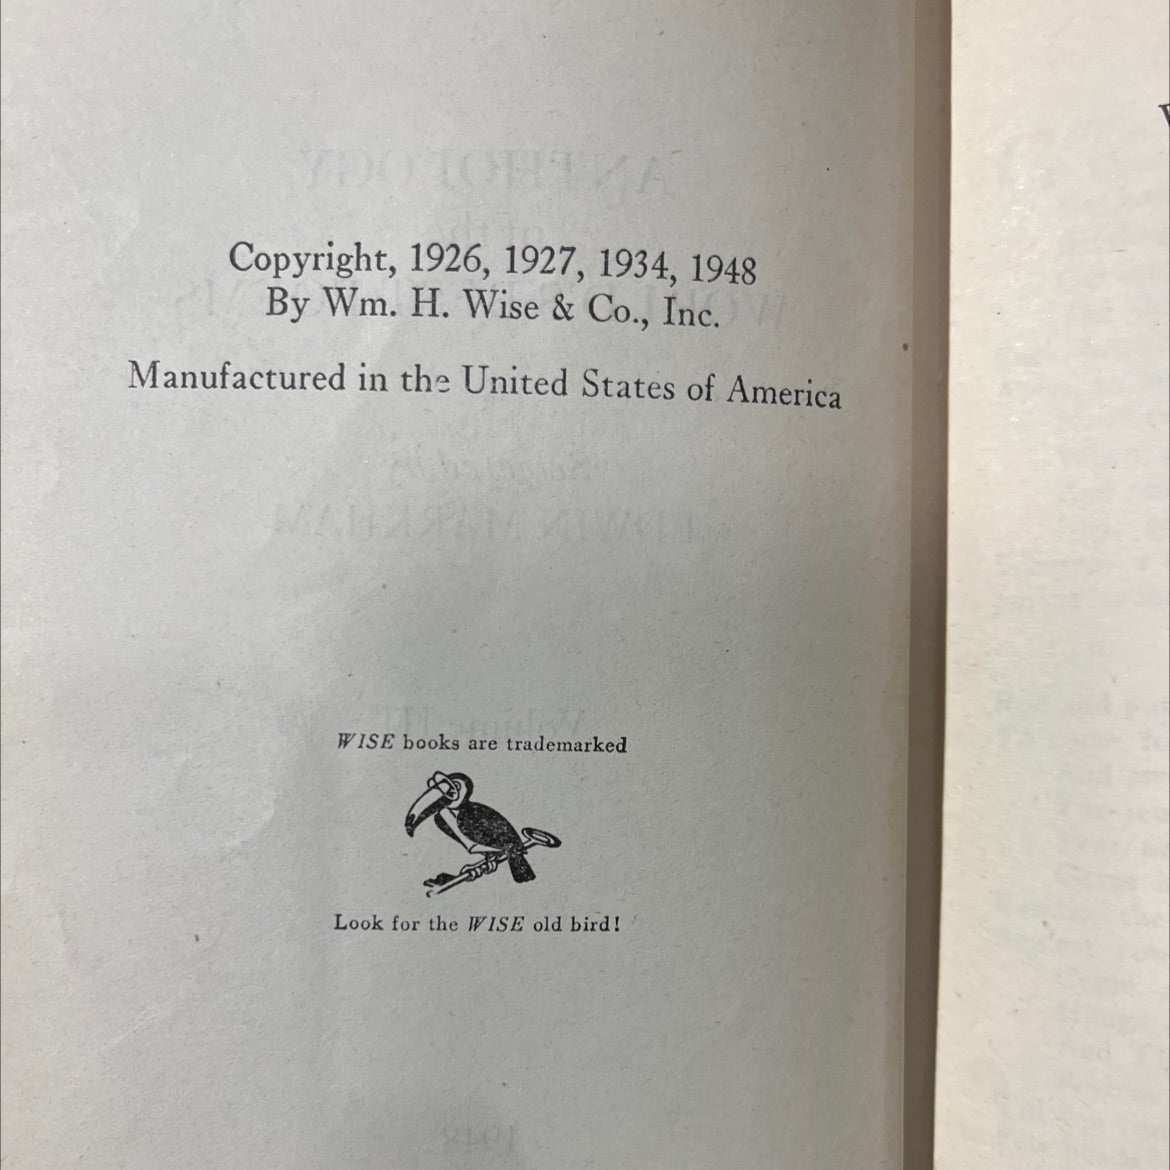 Copyright, 1926, 1927, 1934, 1948
By Wm. H. Wise & Co., Inc.
Manufactured in the United States of America
WISE books are trademarked
Look for the WISE old bird!